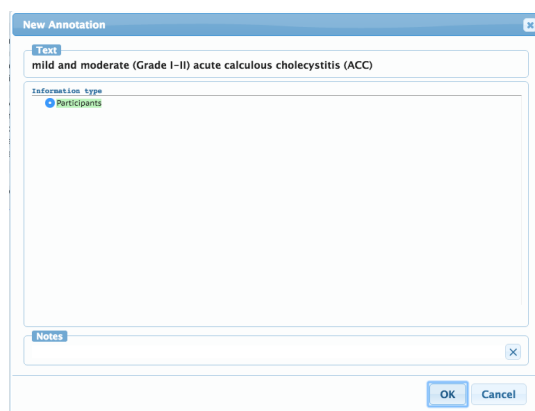 New Annotation
Text
mild and moderate (Grade I-II) acute calculous cholecystitis (ACC)
Information type
Participants
Notes
OK
Cancel